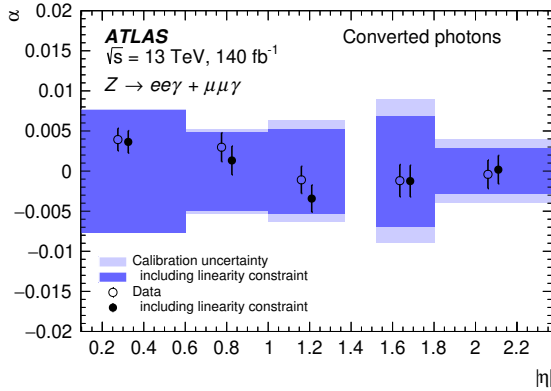 α
0.02
0.015
0.01
0.005
0
−0.005
−0.01
−0.015
−0.02
ATLAS
√s = 13 TeV, 140 fb⁻¹
Z → eeγ + μμγ
Converted photons
Calibration uncertainty
including linearity constraint
Data
including linearity constraint
0.2 0.4 0.6 0.8 1 1.2 1.4 1.6 1.8 2 2.2
|η|